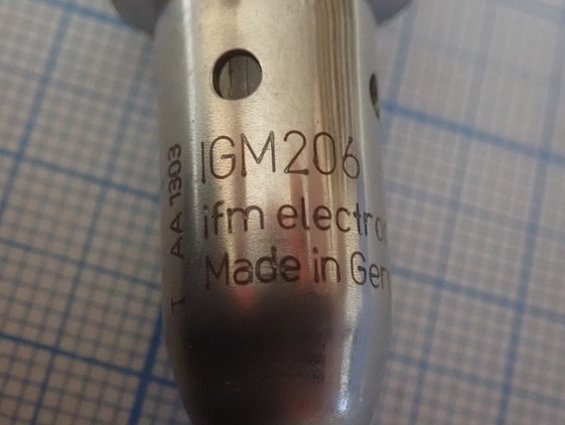 IGM206
ifm electro
Made in Ger
T AA 1303